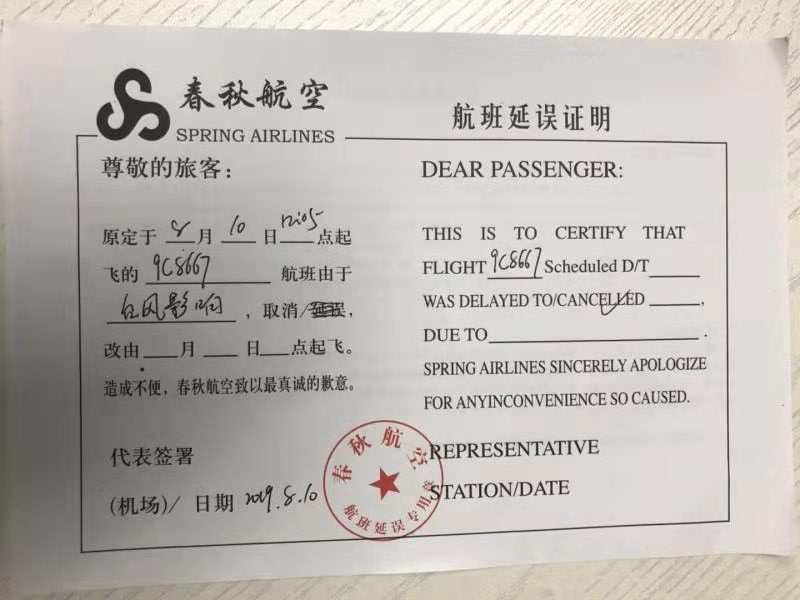 春秋航空
SPRING AIRLINES
航班延误证明
尊敬的旅客：
原定于 8 月 10 日 12:05 点起
飞的 9C8667 航班由于
台风影响，取消/延误，
改由 月 日 点起飞。
造成不便，春秋航空致以最真诚的歉意。
代表签署
(机场)/ 日期 2019.8.10
DEAR PASSENGER:
THIS IS TO CERTIFY THAT
FLIGHT 9C8667 Scheduled D/T
WAS DELAYED TO/CANCELLED ,
DUE TO .
SPRING AIRLINES SINCERELY APOLOGIZE
FOR ANYINCONVENIENCE SO CAUSED.
REPRESENTATIVE
STATION/DATE
春秋航空
航班延误专用章